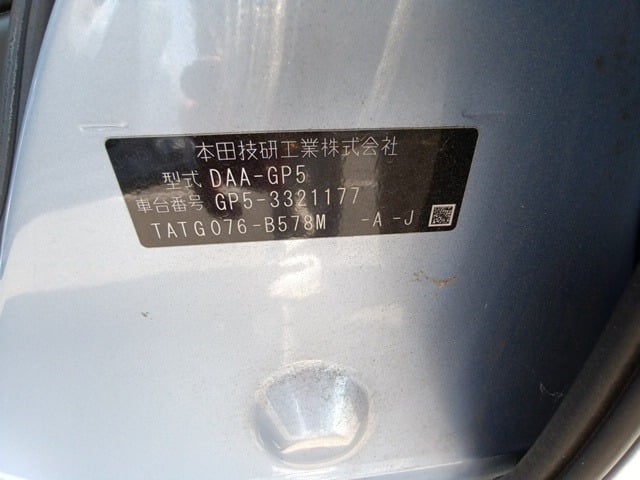 本田技研工業株式会社
型式 DAA-GP5
車台番号 GP5-3321177
TATG076-B578M -A -J